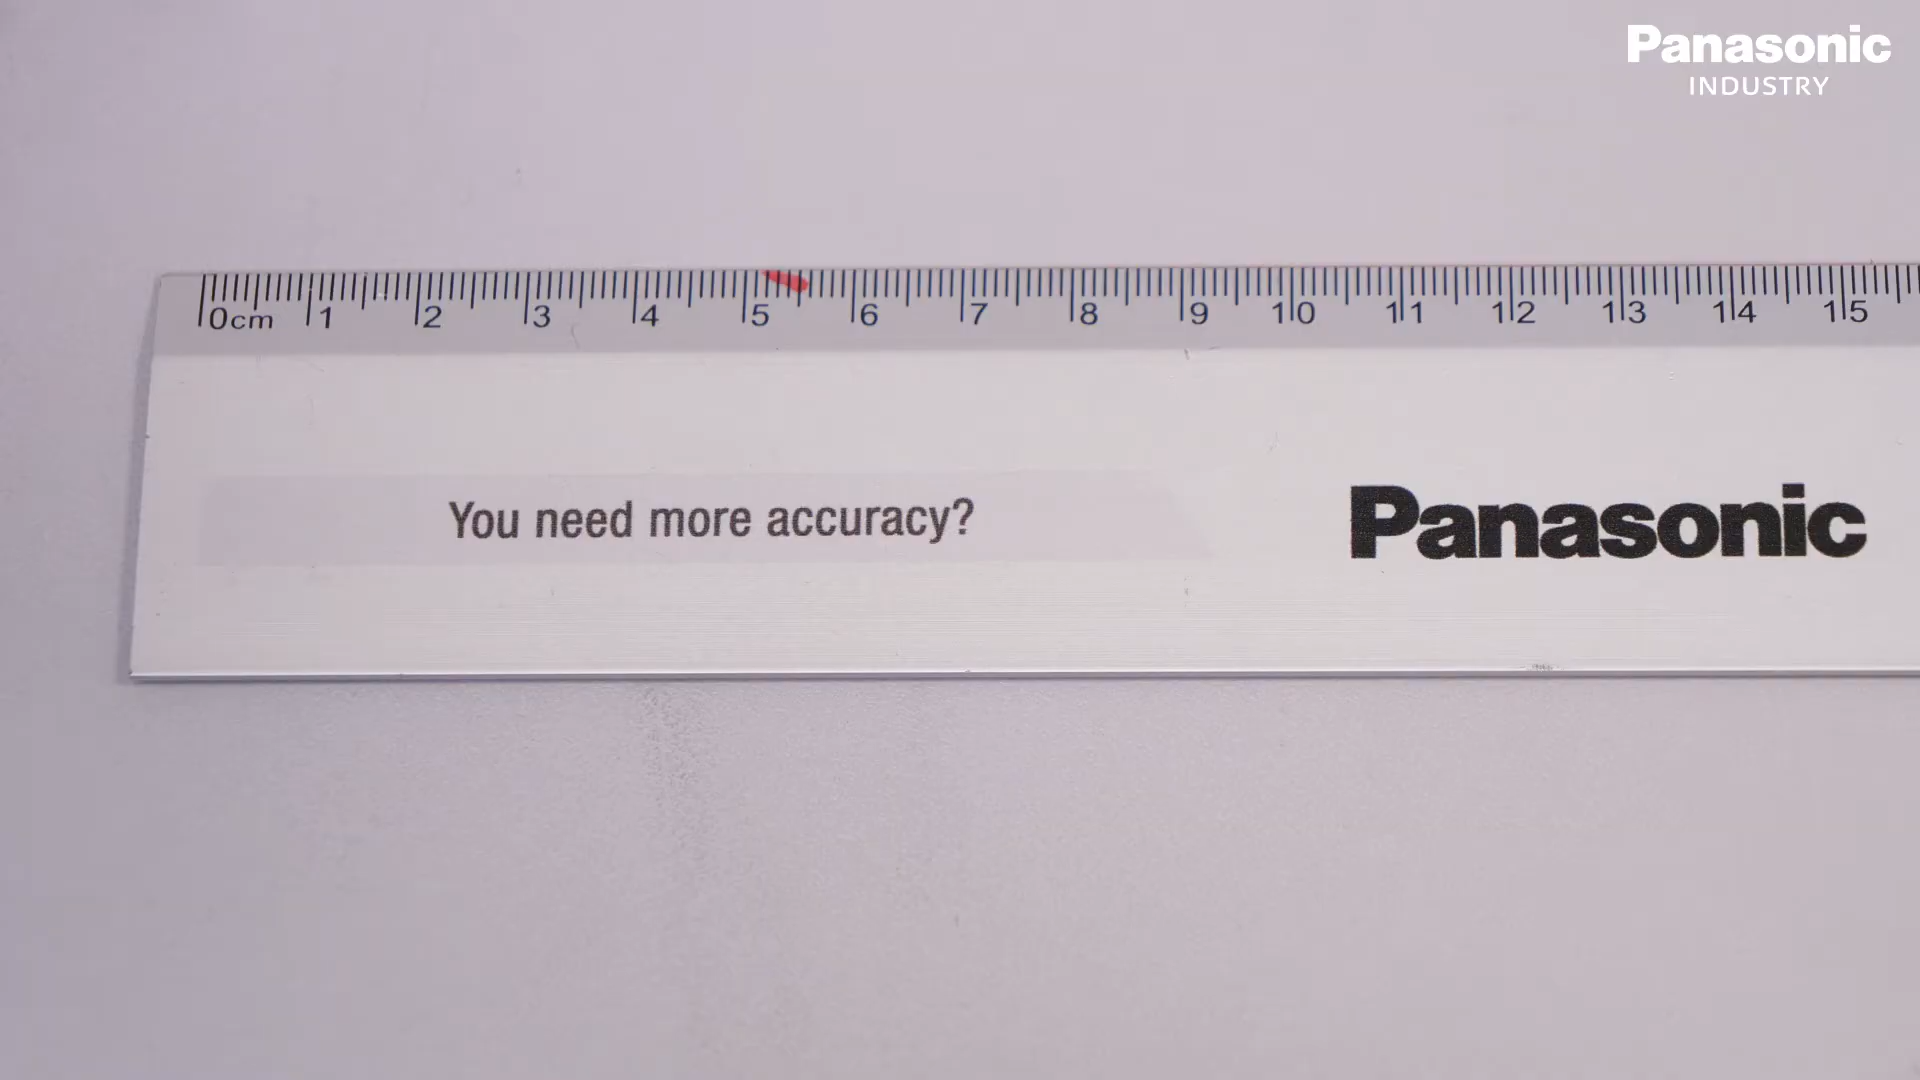 Panasonic
INDUSTRY
0cm 1 2 3 4 5 6 7 8 9 10 11 12 13 14 15
You need more accuracy?
Panasonic